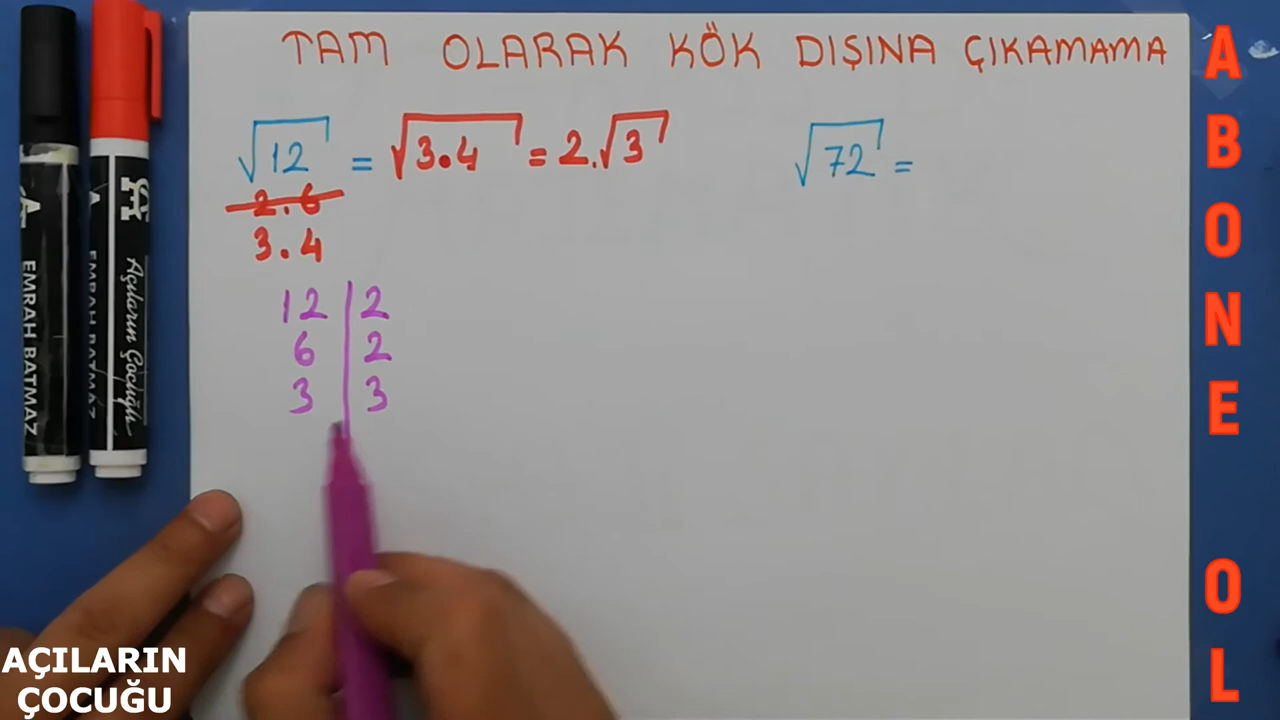 TAM OLARAK KÖK DIŞINA ÇIKAMAMA
√12 = √3.4 = 2.√3
2.6
3.4
12 | 2
6 | 2
3 | 3
√72 =
EMRAH BATMAZ
EMRAH BATMAZ
Açıların Çocuğu
AÇILARIN
ÇOCUĞU
ABONE OL